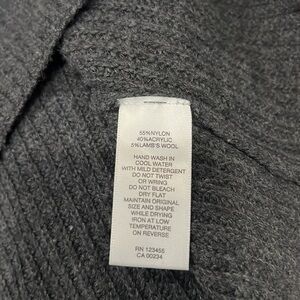 55%NYLON
40%ACRYLIC
5%LAMB'S WOOL
HAND WASH IN
COOL WATER
WITH MILD DETERGENT
DO NOT TWIST
OR WRING
DO NOT BLEACH
DRY FLAT
MAINTAIN ORIGINAL
SIZE AND SHAPE
WHILE DRYING
IRON AT LOW
TEMPERATURE
ON REVERSE
RN 123455
CA 00234